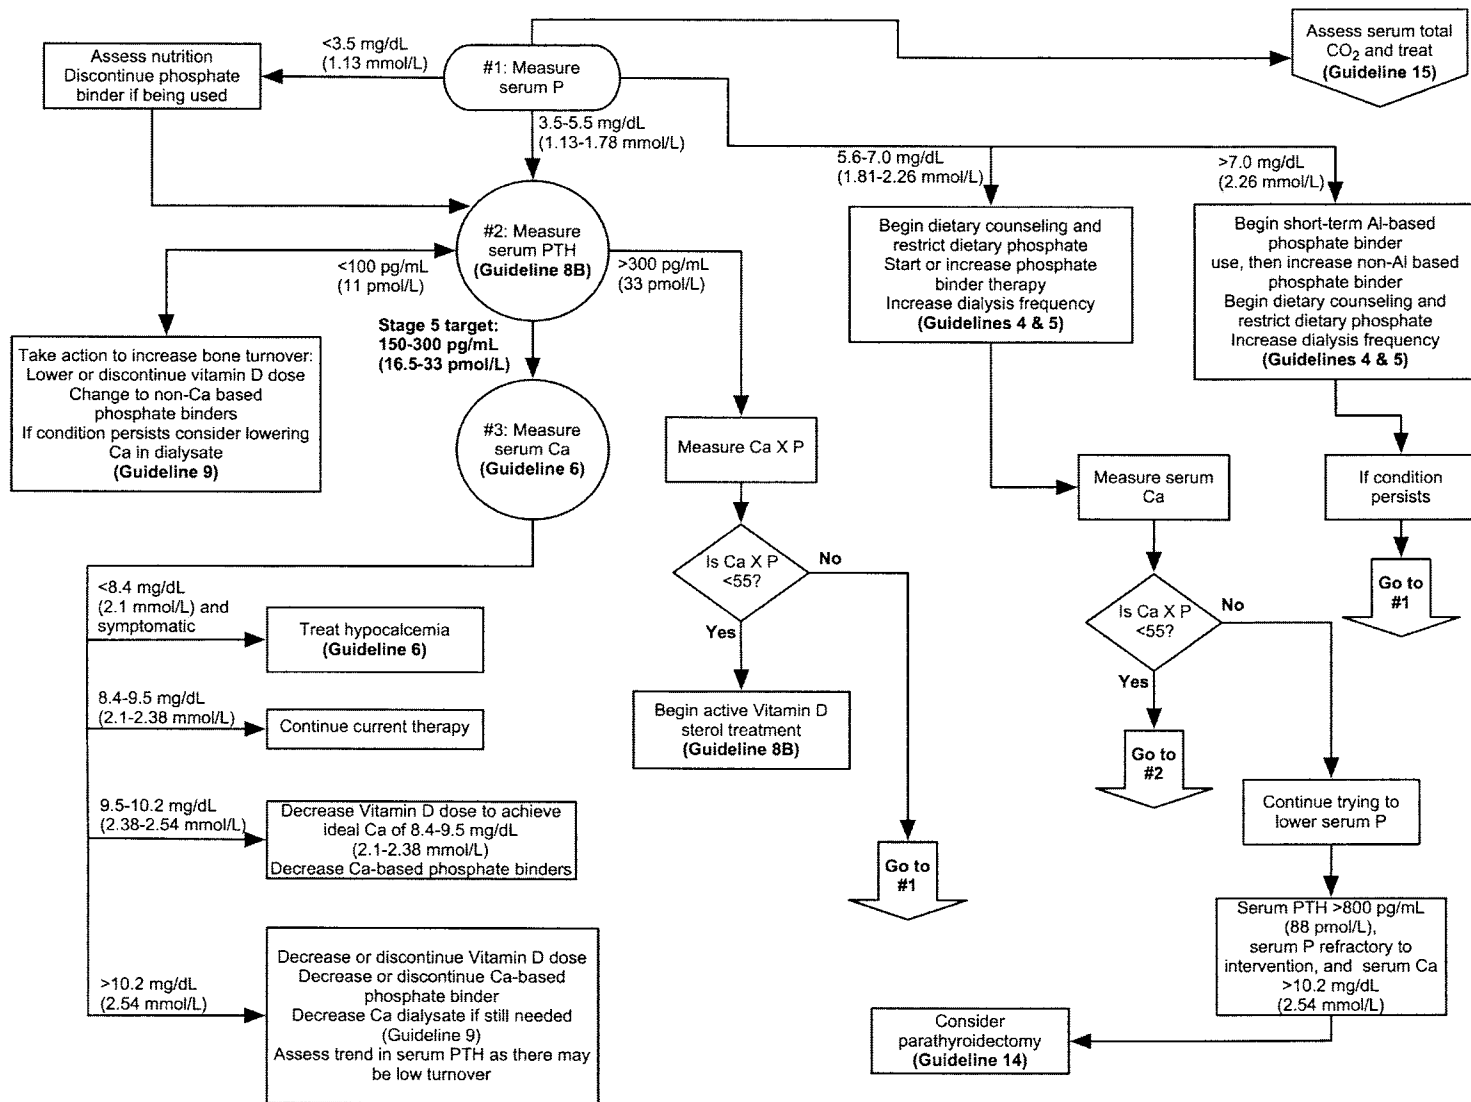 Assess nutrition
Discontinue phosphate
binder if being used
<3.5 mg/dL
(1.13 mmol/L)
#1: Measure
serum P
Assess serum total
CO2 and treat
(Guideline 15)
3.5-5.5 mg/dL
(1.13-1.78 mmol/L)
5.6-7.0 mg/dL
(1.81-2.26 mmol/L)
>7.0 mg/dL
(2.26 mmol/L)
#2: Measure
serum PTH
(Guideline 8B)
<100 pg/mL
(11 pmol/L)
>300 pg/mL
(33 pmol/L)
Begin dietary counseling and
restrict dietary phosphate
Start or increase phosphate
binder therapy
Increase dialysis frequency
(Guidelines 4 & 5)
Begin short-term Al-based
phosphate binder
use, then increase non-Al based
phosphate binder
Begin dietary counseling and
restrict dietary phosphate
Increase dialysis frequency
(Guidelines 4 & 5)
Stage 5 target:
150-300 pg/mL
(16.5-33 pmol/L)
Take action to increase bone turnover:
Lower or discontinue vitamin D dose
Change to non-Ca based
phosphate binders
If condition persists consider lowering
Ca in dialysate
(Guideline 9)
#3: Measure
serum Ca
(Guideline 6)
Measure Ca X P
Measure serum
Ca
If condition
persists
Is Ca X P
<55?
No
Yes
Go to
#1
Is Ca X P
<55?
No
Yes
<8.4 mg/dL
(2.1 mmol/L) and
symptomatic
Treat hypocalcemia
(Guideline 6)
8.4-9.5 mg/dL
(2.1-2.38 mmol/L)
Continue current therapy
Begin active Vitamin D
sterol treatment
(Guideline 8B)
Go to
#2
9.5-10.2 mg/dL
(2.38-2.54 mmol/L)
Decrease Vitamin D dose to achieve
ideal Ca of 8.4-9.5 mg/dL
(2.1-2.38 mmol/L)
Decrease Ca-based phosphate binders
Continue trying to
lower serum P
Go to
#1
Serum PTH >800 pg/mL
(88 pmol/L),
serum P refractory to
intervention, and serum Ca
>10.2 mg/dL
(2.54 mmol/L)
>10.2 mg/dL
(2.54 mmol/L)
Decrease or discontinue Vitamin D dose
Decrease or discontinue Ca-based
phosphate binder
Decrease Ca dialysate if still needed
(Guideline 9)
Assess trend in serum PTH as there may
be low turnover
Consider
parathyroidectomy
(Guideline 14)